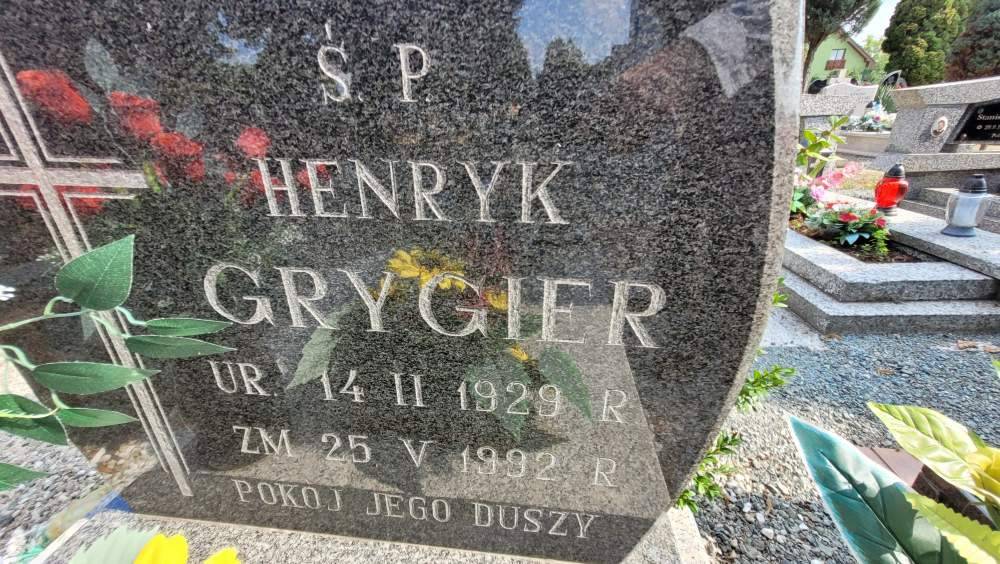 Ś. P.
HENRYK
GRYGIER
UR. 14 II 1929 R
ZM 25 V 1992 R
POKOJ JEGO DUSZY